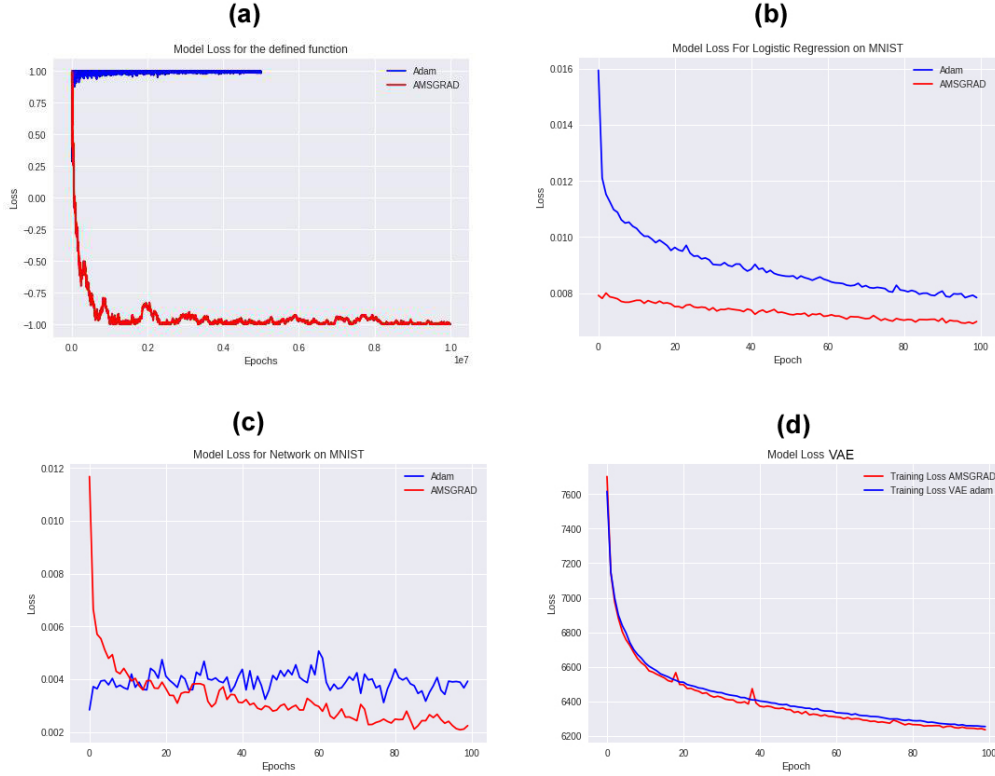 (a)
Model Loss for the defined function
1.00
0.75
0.50
0.25
0.00
−0.25
−0.50
−0.75
−1.00
Loss
Adam
AMSGRAD
0.0 0.2 0.4 0.6 0.8 1.0
1e7
Epochs
(b)
Model Loss For Logistic Regression on MNIST
0.016
0.014
0.012
0.010
0.008
Loss
Adam
AMSGRAD
0 20 40 60 80 100
Epoch
(c)
Model Loss for Network on MNIST
0.012
0.010
0.008
0.006
0.004
0.002
Loss
Adam
AMSGRAD
0 20 40 60 80 100
Epochs
(d)
Model Loss VAE
7600
7400
7200
7000
6800
6600
6400
6200
Loss
Training Loss AMSGRAD
Training Loss VAE adam
0 20 40 60 80 100
Epoch